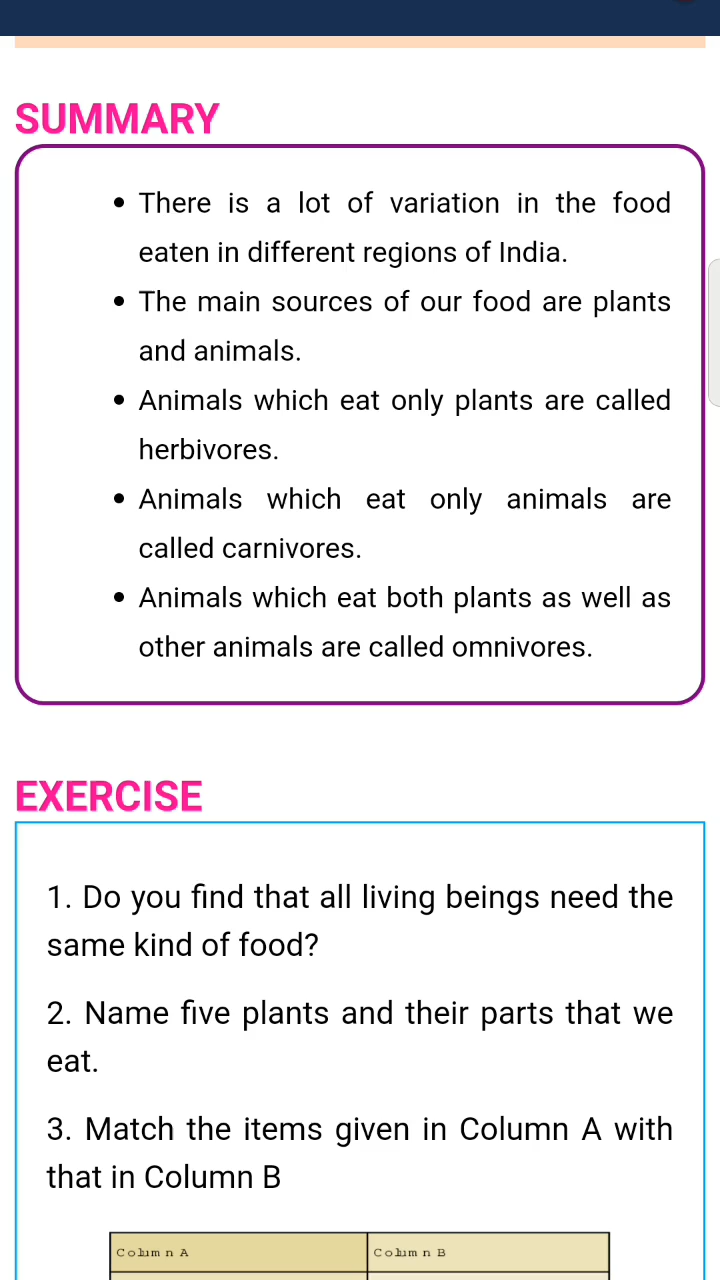 SUMMARY
• There is a lot of variation in the food
eaten in different regions of India.
• The main sources of our food are plants
and animals.
• Animals which eat only plants are called
herbivores.
• Animals which eat only animals are
called carnivores.
• Animals which eat both plants as well as
other animals are called omnivores.
EXERCISE
1. Do you find that all living beings need the
same kind of food?
2. Name five plants and their parts that we
eat.
3. Match the items given in Column A with
that in Column B
Column A Column B